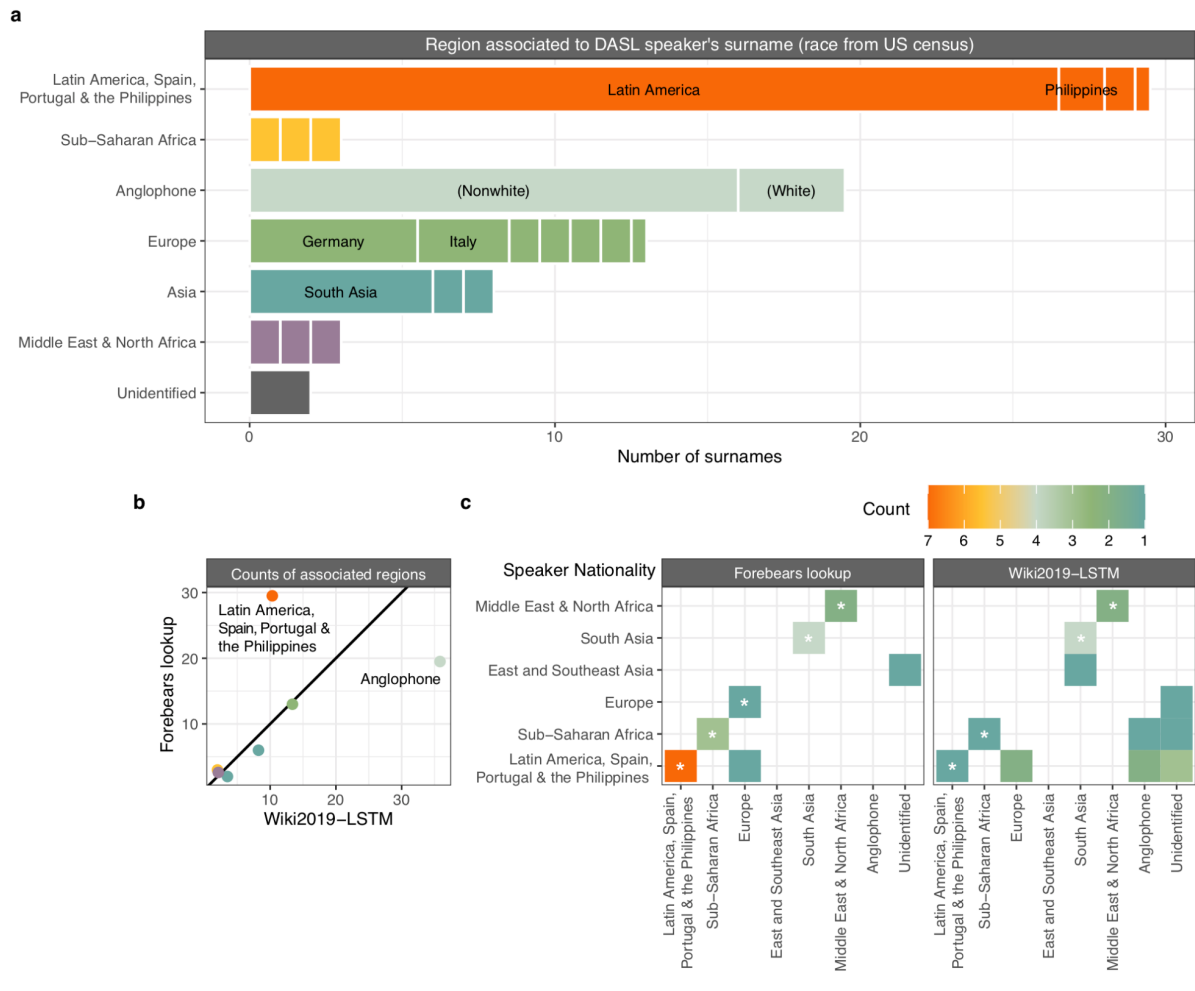 a
Region associated to DASL speaker's surname (race from US census)
Latin America, Spain,
Portugal & the Philippines
Latin America
Philippines
Sub−Saharan Africa
Anglophone
(Nonwhite)
(White)
Europe
Germany
Italy
Asia
South Asia
Middle East & North Africa
Unidentified
0
10
20
30
Number of surnames
b
Counts of associated regions
Forebears lookup
30
20
10
Latin America,
Spain, Portugal &
the Philippines
Anglophone
10
20
30
Wiki2019−LSTM
c
Count
7
6
5
4
3
2
1
Speaker Nationality
Forebears lookup
Wiki2019−LSTM
Middle East & North Africa
South Asia
East and Southeast Asia
Europe
Sub−Saharan Africa
Latin America, Spain,
Portugal & the Philippines
*
*
*
*
*
*
*
*
*
Latin America, Spain,
Portugal & the Philippines
Sub−Saharan Africa
Europe
East and Southeast Asia
South Asia
Middle East & North Africa
Anglophone
Unidentified
Latin America, Spain,
Portugal & the Philippines
Sub−Saharan Africa
Europe
East and Southeast Asia
South Asia
Middle East & North Africa
Anglophone
Unidentified